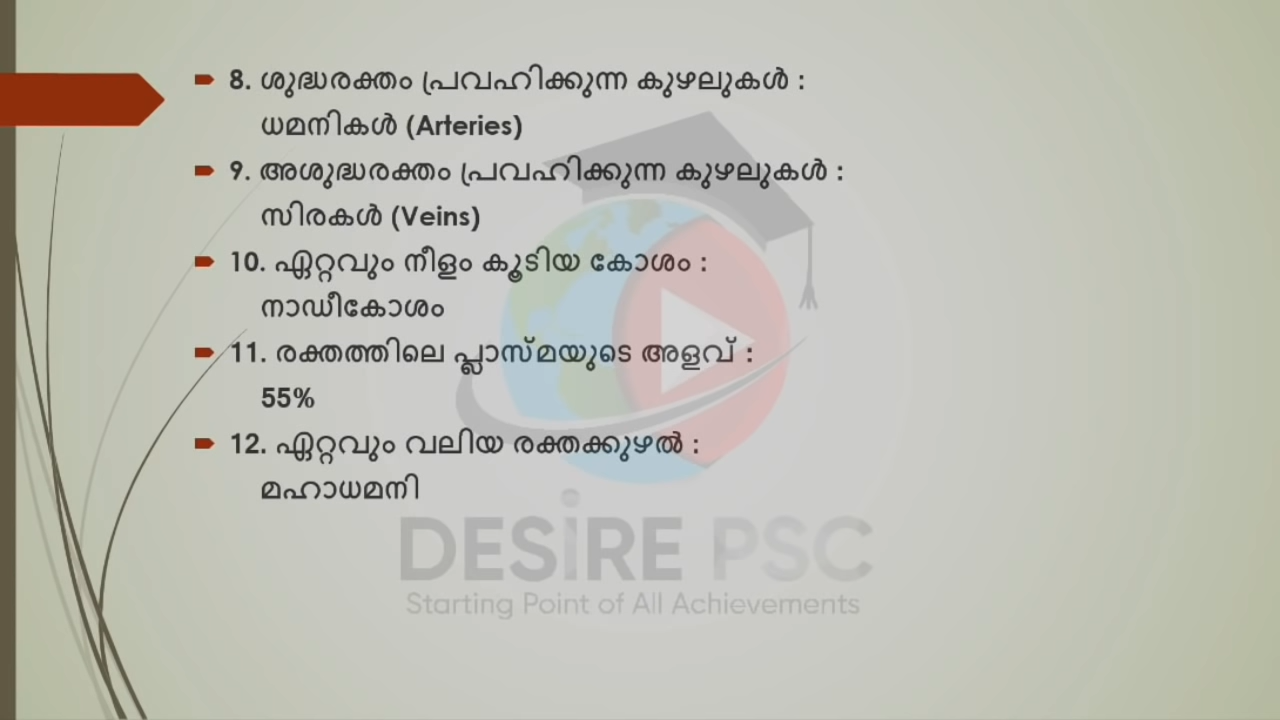 8. ശുദ്ധരക്തം പ്രവഹിക്കുന്ന കുഴലുകൾ :
ധമനികൾ (Arteries)
9. അശുദ്ധരക്തം പ്രവഹിക്കുന്ന കുഴലുകൾ :
സിരകൾ (Veins)
10. ഏറ്റവും നീളം കൂടിയ കോശം :
നാഡീകോശം
11. രക്തത്തിലെ പ്ലാസ്മയുടെ അളവ് :
55%
12. ഏറ്റവും വലിയ രക്തക്കുഴൽ :
മഹാധമനി
DESiRE PSC
Starting Point of All Achievements